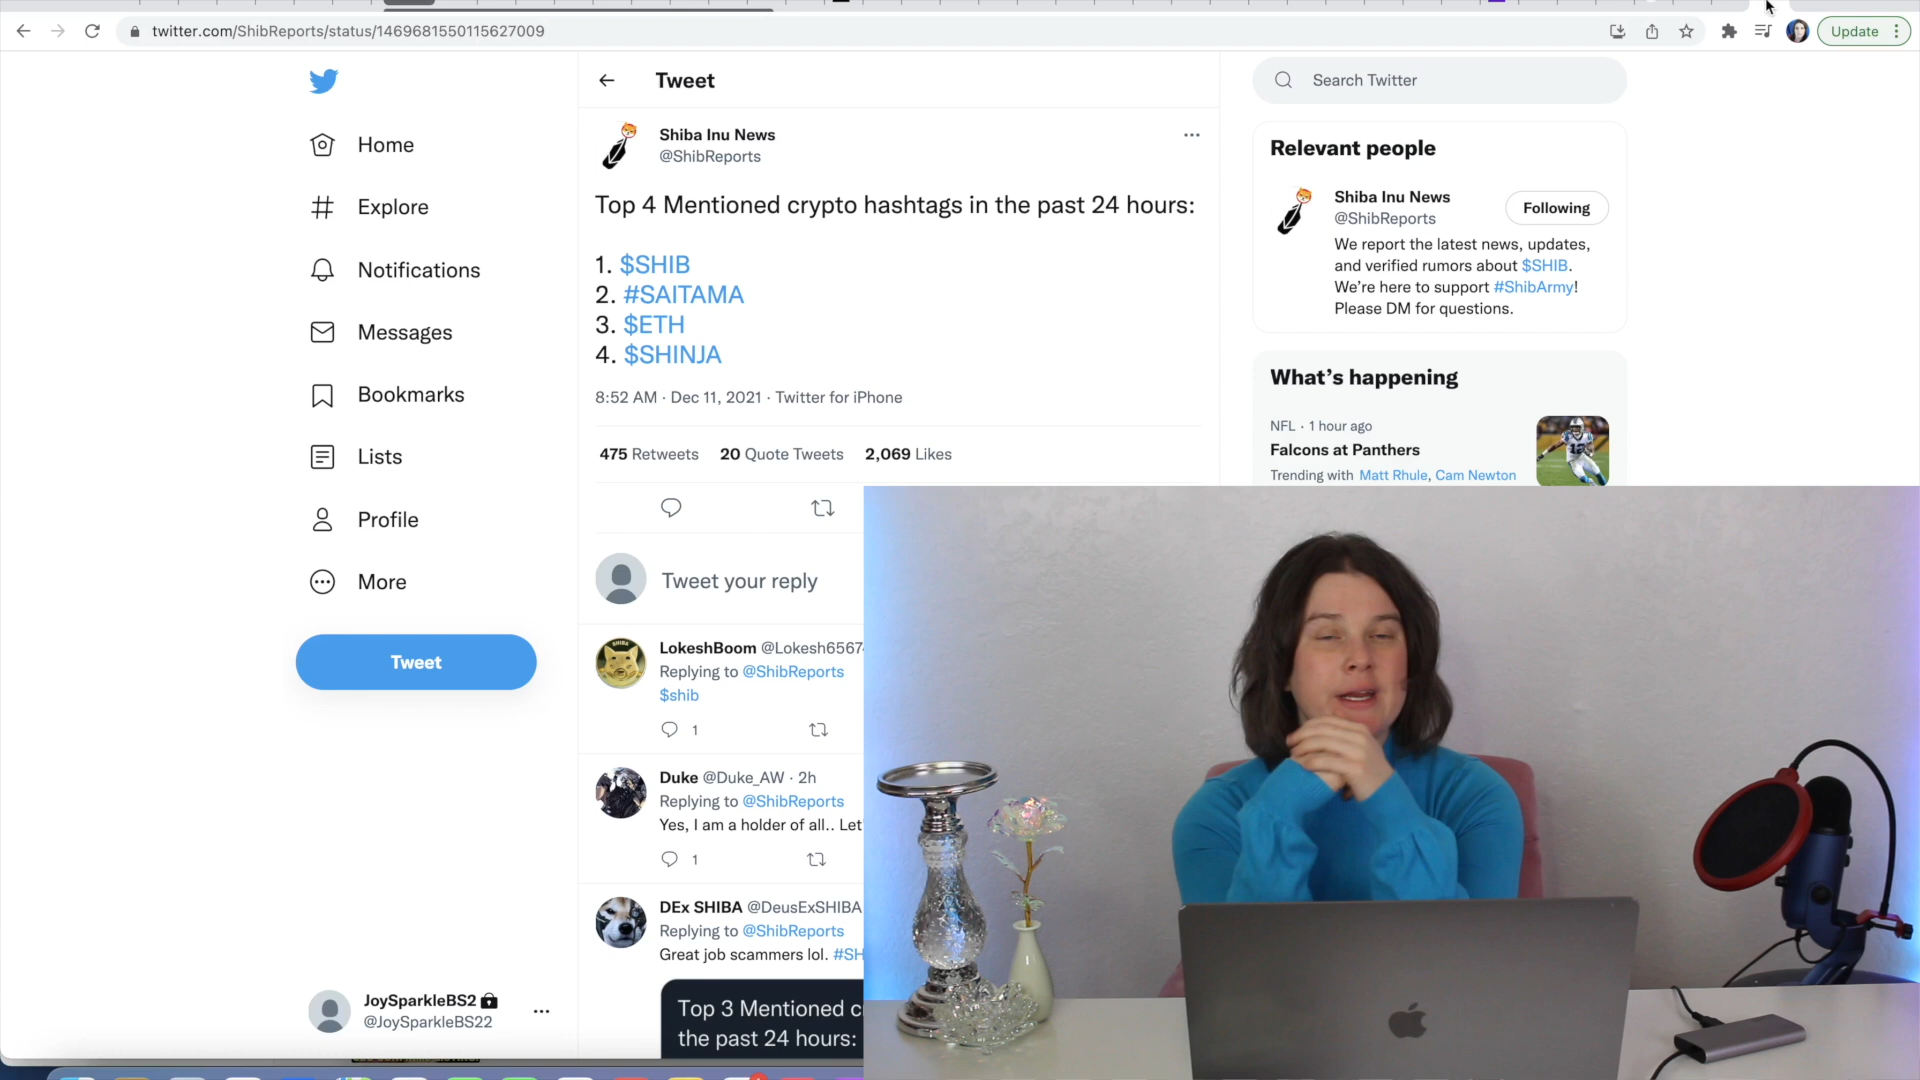 twitter.com/ShibReports/status/1469681550115627009
Update
Home
Explore
Notifications
Messages
Bookmarks
Lists
Profile
More
Tweet
JoySparkleBS2
@JoySparkleBS22
Tweet
Shiba Inu News
@ShibReports
Top 4 Mentioned crypto hashtags in the past 24 hours:
1. $SHIB
2. #SAITAMA
3. $ETH
4. $SHINJA
8:52 AM · Dec 11, 2021 · Twitter for iPhone
475 Retweets 20 Quote Tweets 2,069 Likes
Tweet your reply
LokeshBoom @Lokesh6567
Replying to @ShibReports
$shib
1
Duke @Duke_AW · 2h
Replying to @ShibReports
Yes, I am a holder of all.. Let'
1
DEx SHIBA @DeusExSHIBA
Replying to @ShibReports
Great job scammers lol. #SH
Top 3 Mentioned c
the past 24 hours:
Search Twitter
Relevant people
Shiba Inu News
@ShibReports
Following
We report the latest news, updates,
and verified rumors about $SHIB.
We're here to support #ShibArmy!
Please DM for questions.
What's happening
NFL · 1 hour ago
Falcons at Panthers
Trending with Matt Rhule, Cam Newton